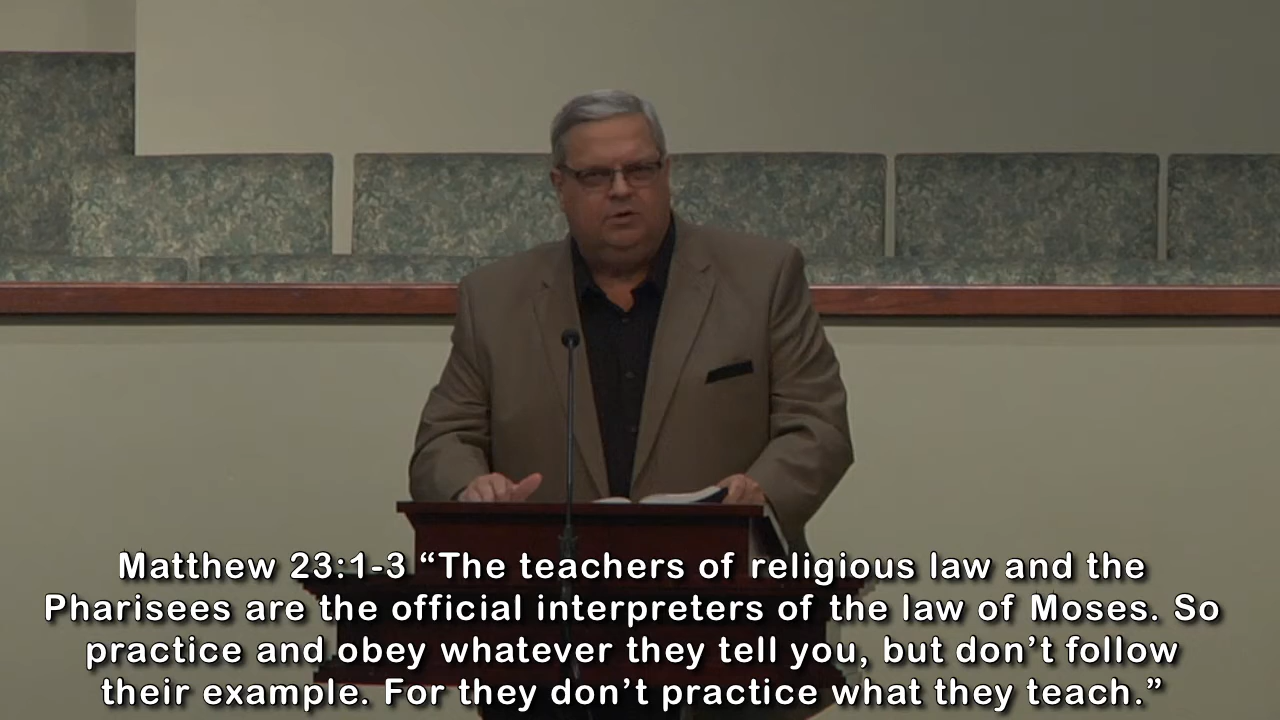 Matthew 23:1-3 “The teachers of religious law and the
Pharisees are the official interpreters of the law of Moses. So
practice and obey whatever they tell you, but don’t follow
their example. For they don’t practice what they teach.”